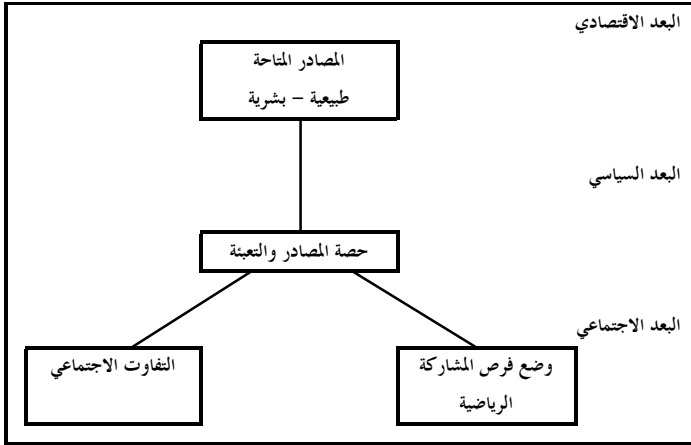 البعد الاقتصادي
المصادر المتاحة
طبيعية – بشرية
البعد السياسي
حصة المصادر والتعبئة
البعد الاجتماعي
وضع فرص المشاركة
الرياضية
التفاوت الاجتماعي